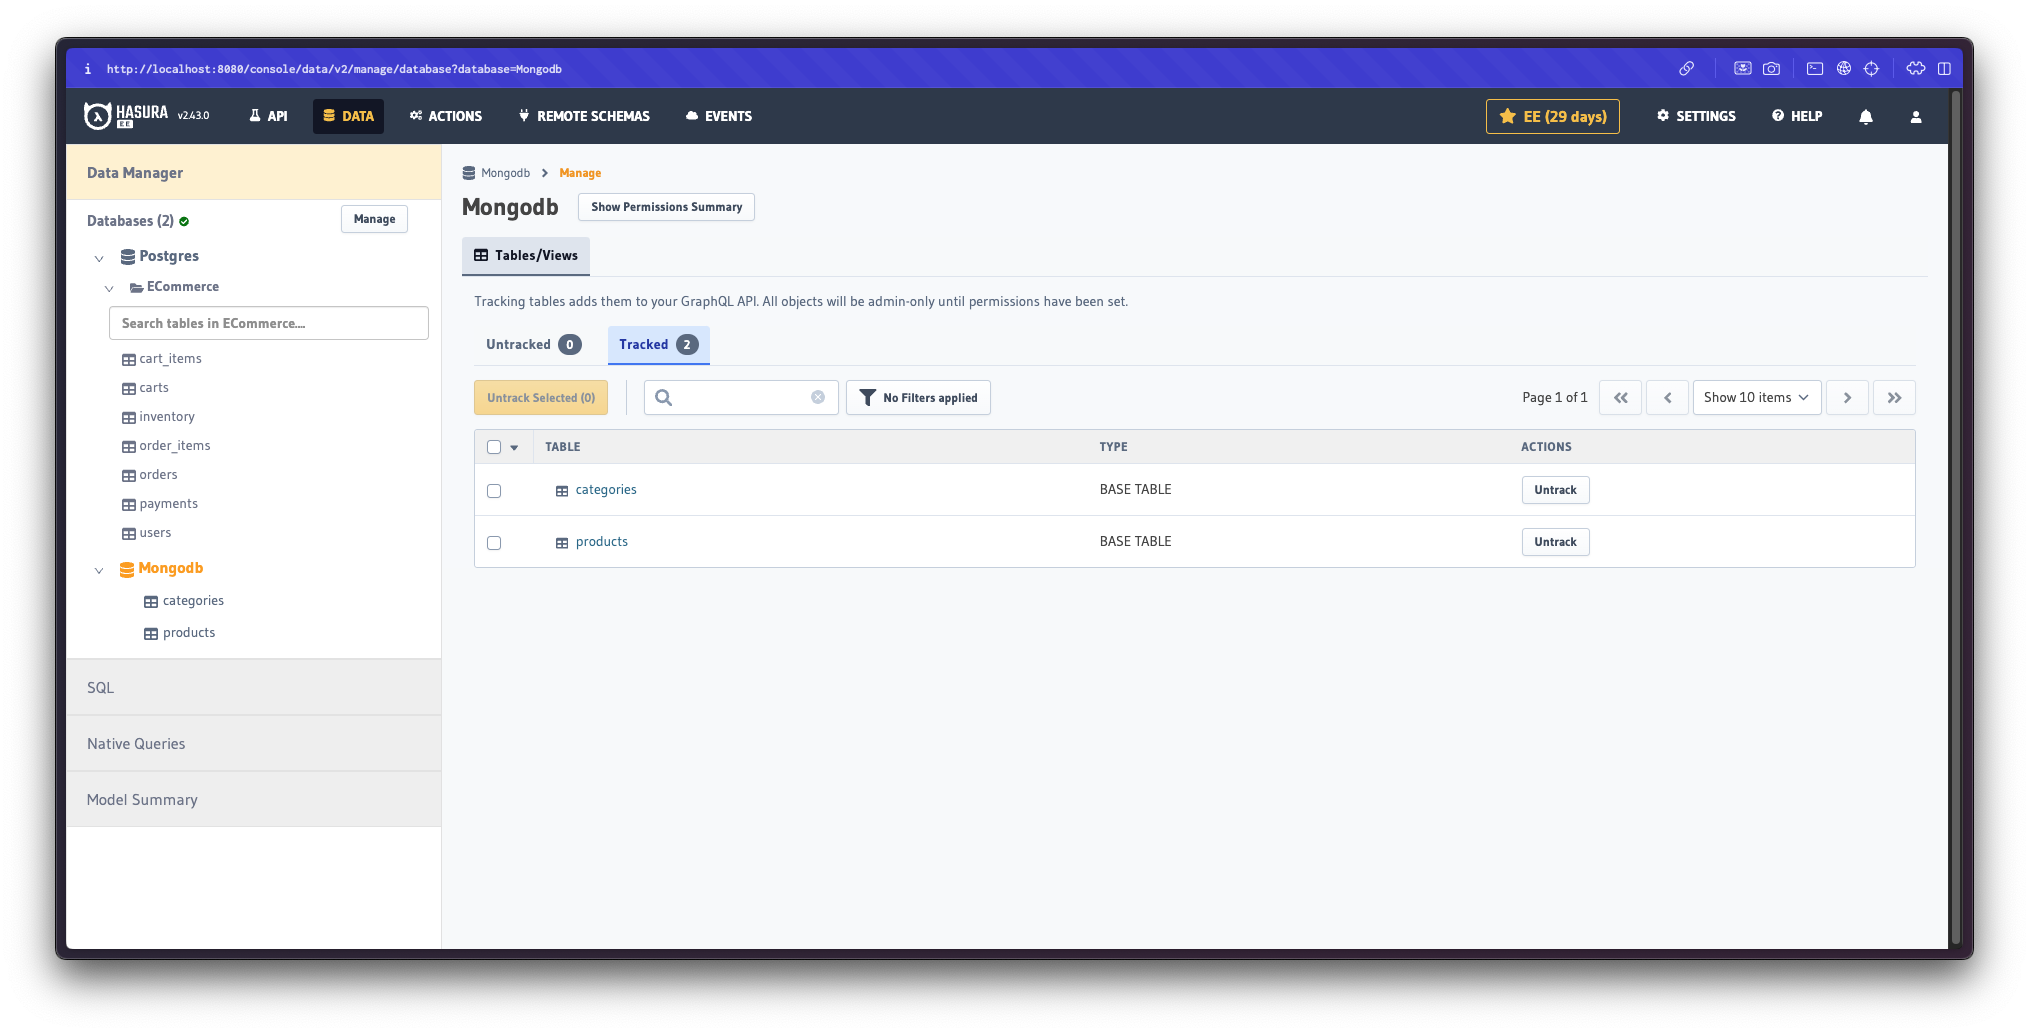 i http://localhost:8080/console/data/v2/manage/database?database=Mongodb
HASURA EE v2.43.0 API DATA ACTIONS REMOTE SCHEMAS EVENTS EE (29 days) SETTINGS HELP
Data Manager
Databases (2) Manage
Postgres
ECommerce
Search tables in ECommerce....
cart_items
carts
inventory
order_items
orders
payments
users
Mongodb
categories
products
SQL
Native Queries
Model Summary
Mongodb > Manage
Mongodb Show Permissions Summary
Tables/Views
Tracking tables adds them to your GraphQL API. All objects will be admin-only until permissions have been set.
Untracked 0 Tracked 2
Untrack Selected (0) No Filters applied Page 1 of 1 Show 10 items
TABLE TYPE ACTIONS
categories BASE TABLE Untrack
products BASE TABLE Untrack